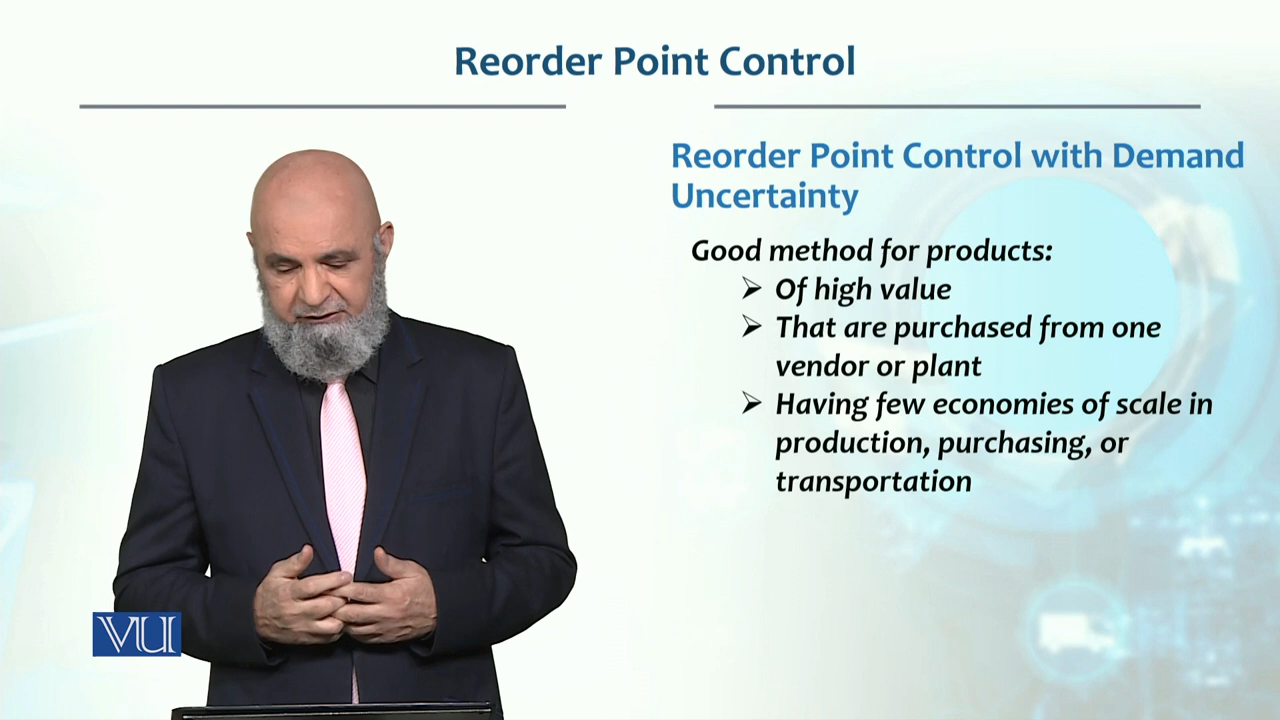 Reorder Point Control
Reorder Point Control with Demand
Uncertainty
Good method for products:
➢ Of high value
➢ That are purchased from one
vendor or plant
➢ Having few economies of scale in
production, purchasing, or
transportation
VU